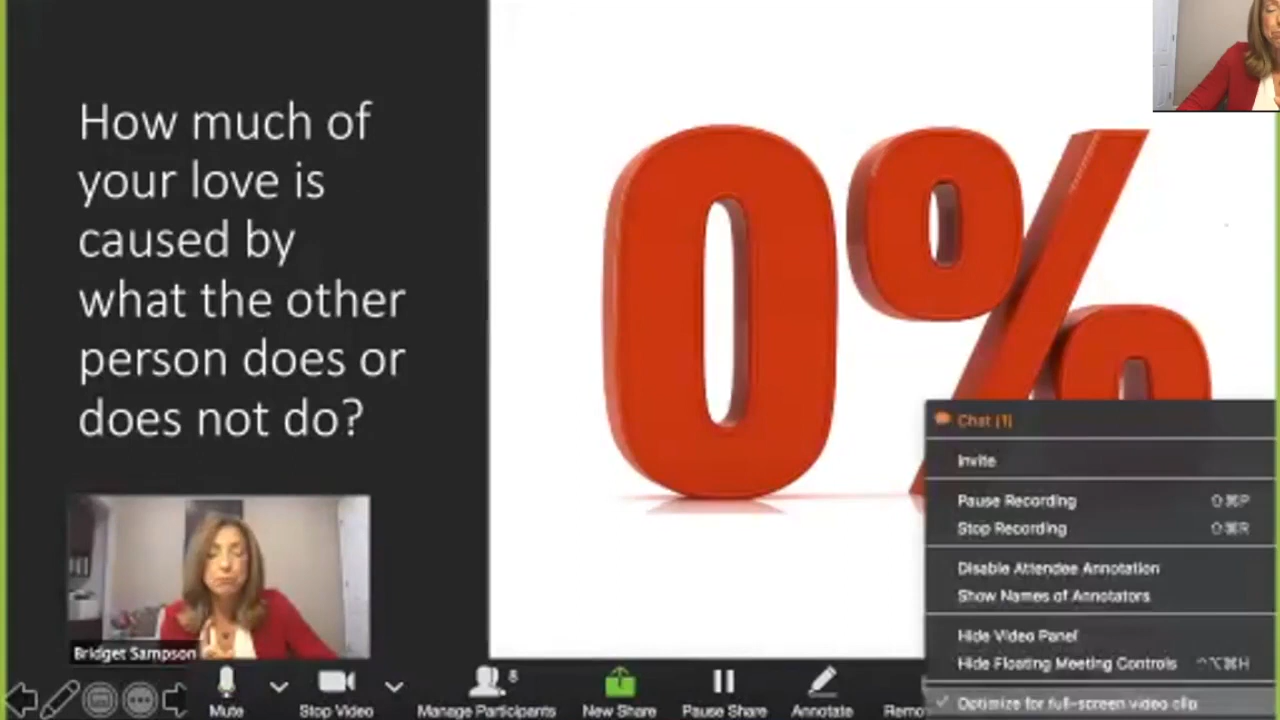 How much of
your love is
caused by
what the other
person does or
does not do?
0%
Chat (1)
Invite
Pause Recording ⇧⌘P
Stop Recording ⇧⌘R
Disable Attendee Annotation
Show Names of Annotators
Hide Video Panel
Hide Floating Meeting Controls ^⌥⌘H
Optimize for full-screen video clip
Bridget Sampson
8
Mute
Stop Video
Manage Participants
New Share
Pause Share
Annotate
Remo